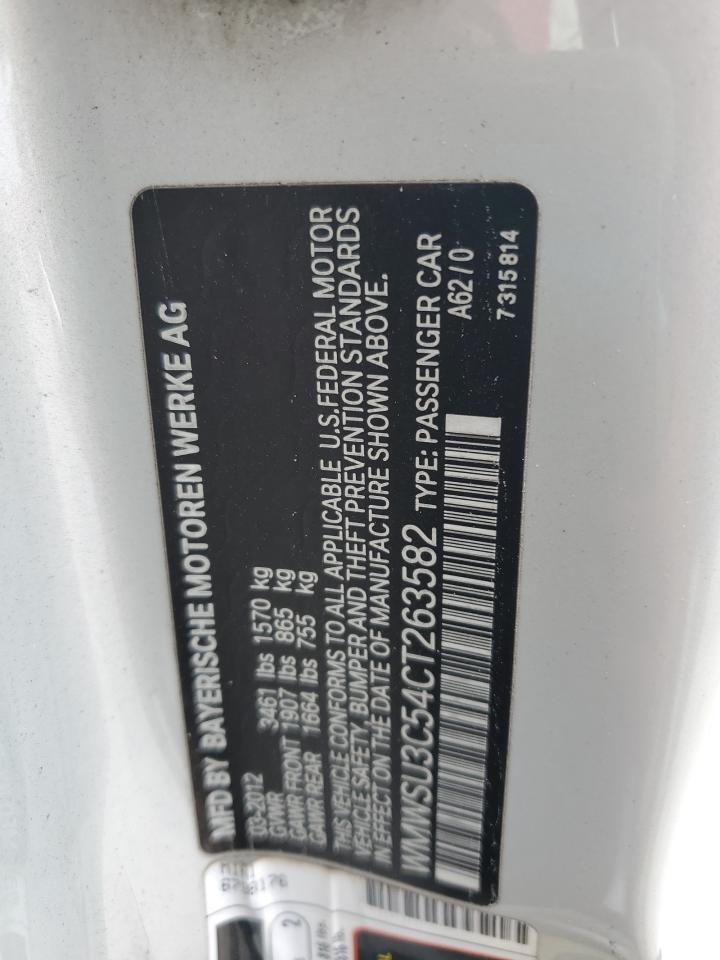 MFD BY BAYERISCHE MOTOREN WERKE AG
03-2012
GVWR 3461 lbs 1570 kg
GAWR FRONT 1907 lbs 865 kg
GAWR REAR 1664 lbs 755 kg
THIS VEHICLE CONFORMS TO ALL APPLICABLE U.S.FEDERAL MOTOR
VEHICLE SAFETY, BUMPER AND THEFT PREVENTION STANDARDS
IN EFFECT ON THE DATE OF MANUFACTURE SHOWN ABOVE.
WMWSU3C54CT263582 TYPE: PASSENGER CAR
A62/0
7315814
MINI
2